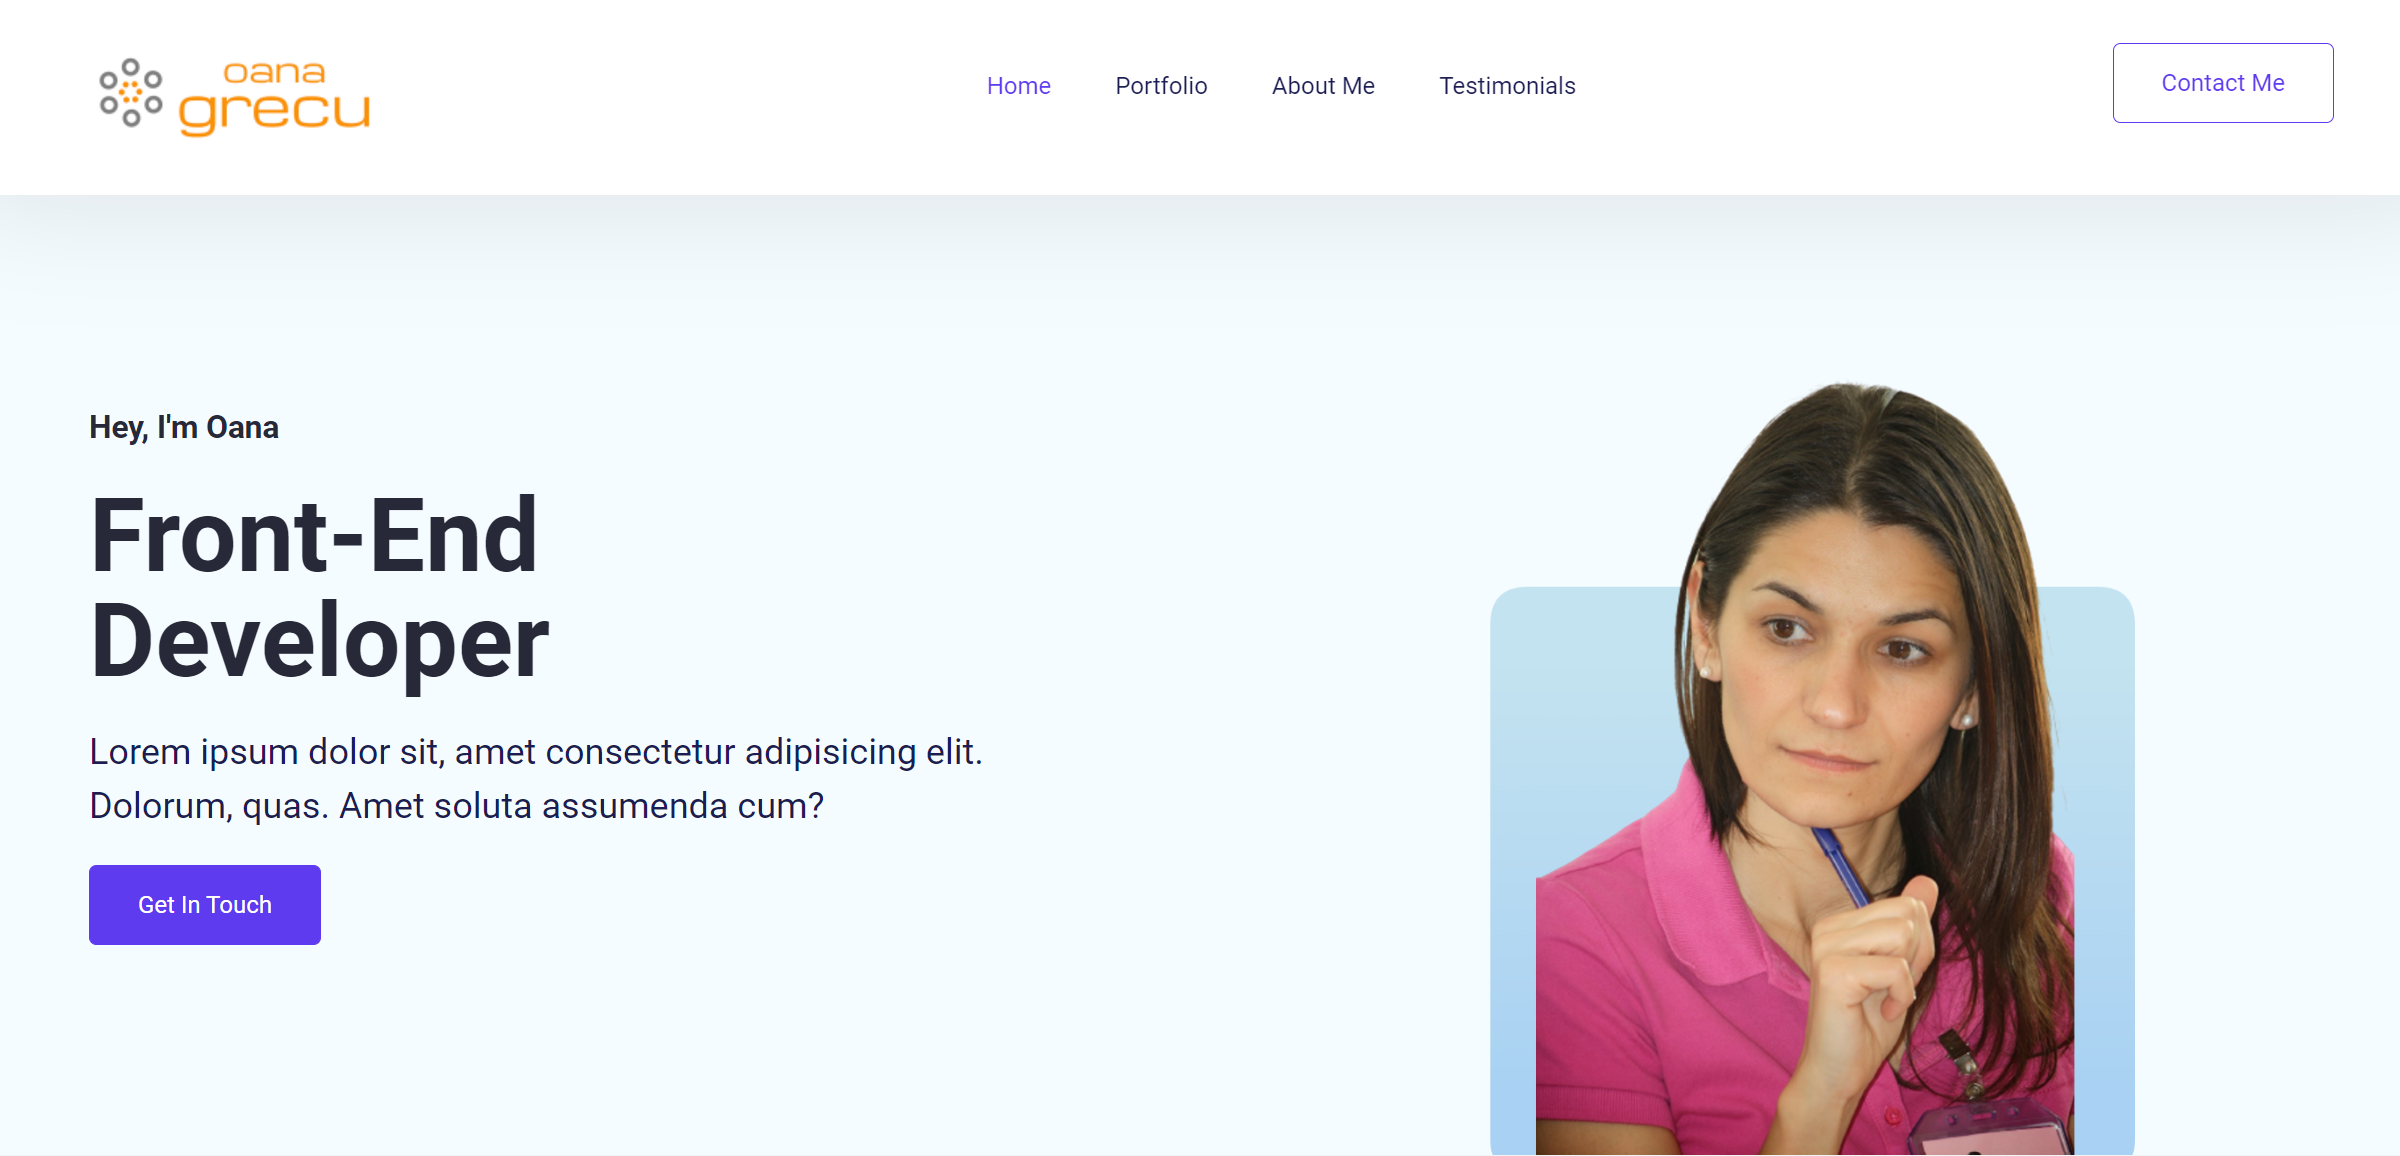 oana
grecu
Home
Portfolio
About Me
Testimonials
Contact Me
Hey, I'm Oana
Front-End
Developer
Lorem ipsum dolor sit, amet consectetur adipisicing elit.
Dolorum, quas. Amet soluta assumenda cum?
Get In Touch